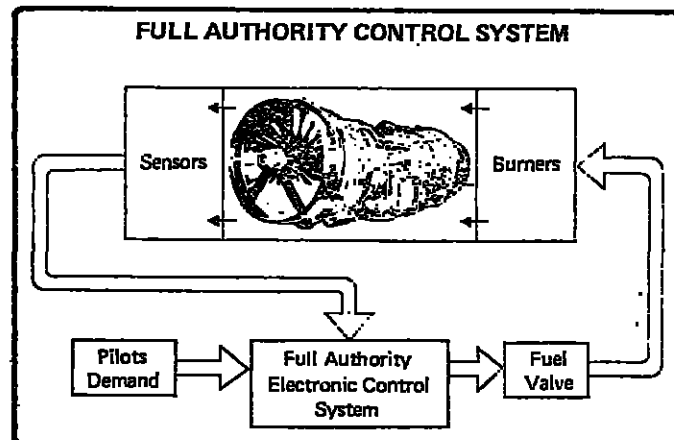 FULL AUTHORITY CONTROL SYSTEM
Sensors
Burners
Pilots
Demand
Full Authority
Electronic Control
System
Fuel
Valve